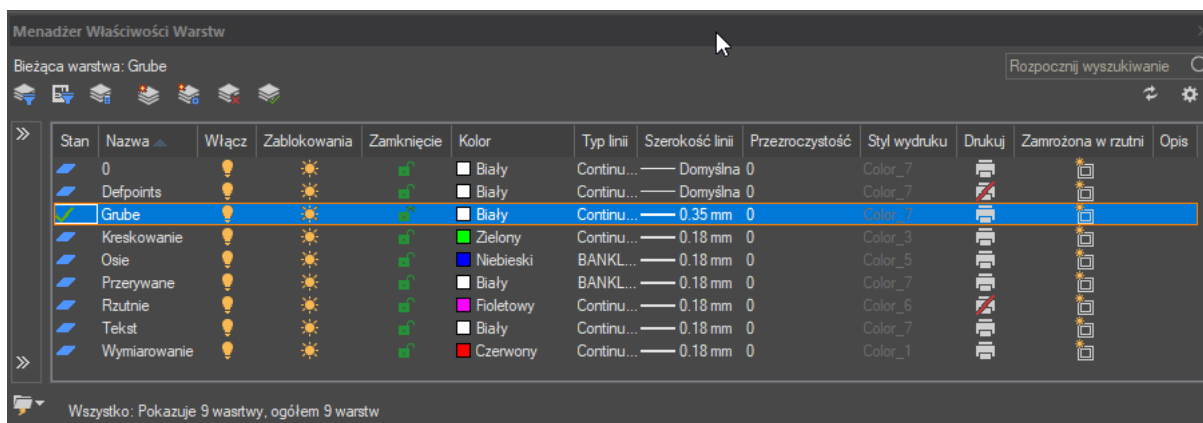 Menadżer Właściwości Warstw
Bieżąca warstwa: Grube
Rozpocznij wyszukiwanie
Stan Nazwa Włącz Zablokowania Zamknięcie Kolor Typ linii Szerokość linii Przezroczystość Styl wydruku Drukuj Zamrożona w rzutni Opis
0 Biały Continu... Domyślna 0 Color_7
Defpoints Biały Continu... Domyślna 0 Color_7
Grube Biały Continu... 0.35 mm 0 Color_7
Kreskowanie Zielony Continu... 0.18 mm 0 Color_3
Osie Niebieski BANKL... 0.18 mm 0 Color_5
Przerywane Biały BANKL... 0.18 mm 0 Color_7
Rzutnie Fioletowy Continu... 0.18 mm 0 Color_6
Tekst Biały Continu... 0.18 mm 0 Color_7
Wymiarowanie Czerwony Continu... 0.18 mm 0 Color_1
Wszystko: Pokazuje 9 wasrtwy, ogółem 9 warstw